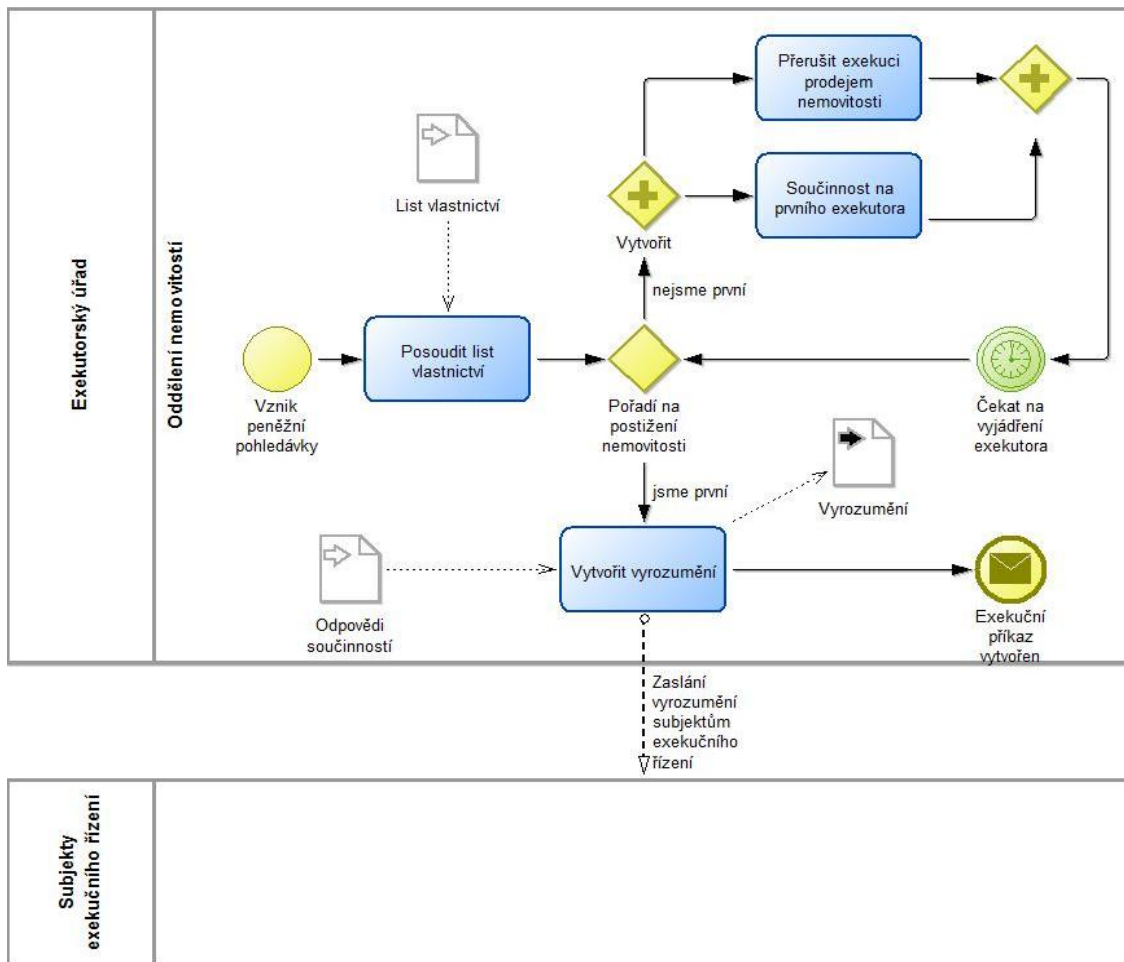 Exekutorský úřad
Oddělení nemovitostí
Přerušit exekuci
prodejem
nemovitosti
List vlastnictví
Součinnost na
prvního exekutora
Vytvořit
nejsme první
Posoudit list
vlastnictví
Vznik
peněžní
pohledávky
Pořadí na
postižení
nemovitosti
Čekat na
vyjádření
exekutora
jsme první
Vyrozumění
Vytvořit vyrozumění
Odpovědi
součinností
Exekuční
příkaz
vytvořen
Zaslání
vyrozumění
subjektům
exekučního
řízení
Subjekty
exekučního řízení